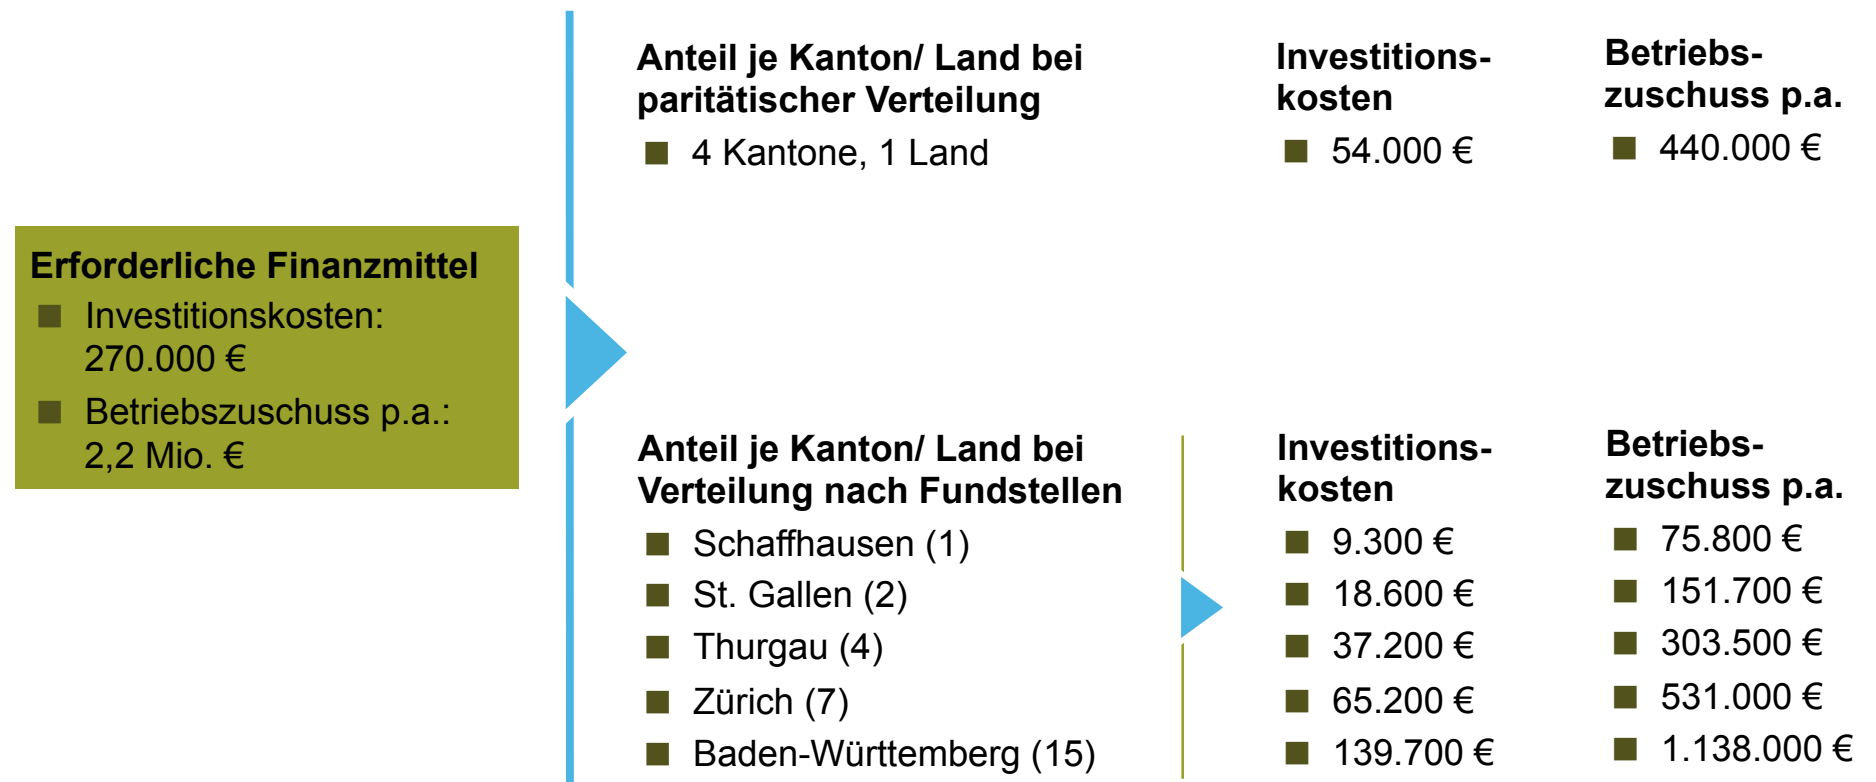 Erforderliche Finanzmittel
Investitionskosten:
270.000 €
Betriebszuschuss p.a.:
2,2 Mio. €
Anteil je Kanton/ Land bei
paritätischer Verteilung
4 Kantone, 1 Land
Investitions-
kosten
54.000 €
Betriebs-
zuschuss p.a.
440.000 €
Anteil je Kanton/ Land bei
Verteilung nach Fundstellen
Schaffhausen (1)
St. Gallen (2)
Thurgau (4)
Zürich (7)
Baden-Württemberg (15)
Investitions-
kosten
9.300 €
18.600 €
37.200 €
65.200 €
139.700 €
Betriebs-
zuschuss p.a.
75.800 €
151.700 €
303.500 €
531.000 €
1.138.000 €